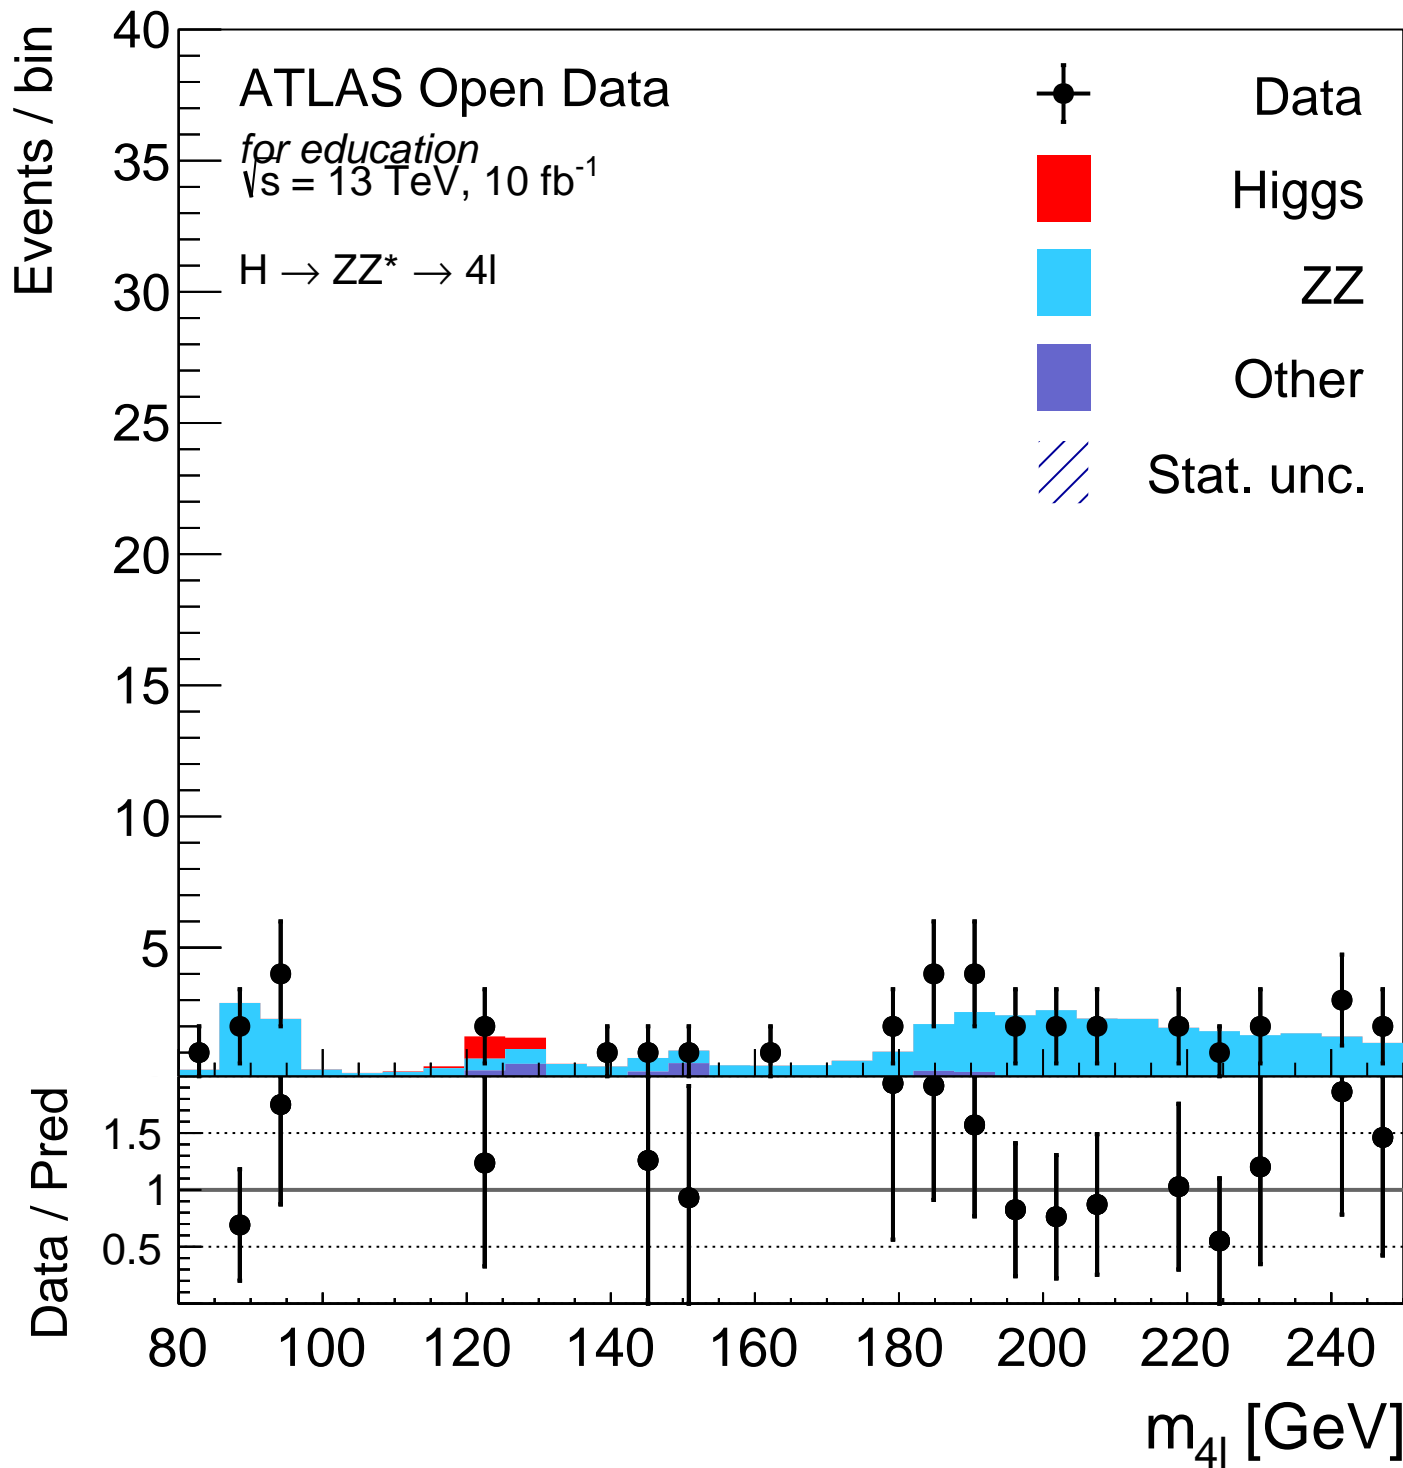 Events / bin
40
35
30
25
20
15
10
5
ATLAS Open Data
for education
√s = 13 TeV, 10 fb-1
H → ZZ* → 4l
Data
Higgs
ZZ
Other
Stat. unc.
Data / Pred
1.5
1
0.5
80 100 120 140 160 180 200 220 240
m4l [GeV]